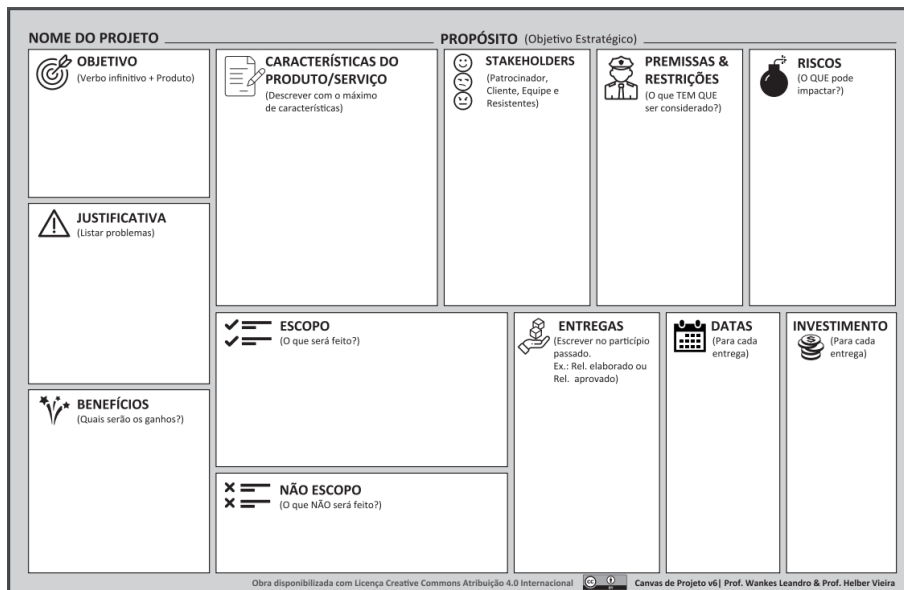 NOME DO PROJETO
PROPÓSITO (Objetivo Estratégico)
OBJETIVO
(Verbo infinitivo + Produto)
CARACTERÍSTICAS DO
PRODUTO/SERVIÇO
(Descrever com o máximo
de características)
STAKEHOLDERS
(Patrocinador,
Cliente, Equipe e
Resistentes)
PREMISSAS &
RESTRIÇÕES
(O que TEM QUE
ser considerado?)
RISCOS
(O QUE pode
impactar?)
JUSTIFICATIVA
(Listar problemas)
BENEFÍCIOS
(Quais serão os ganhos?)
ESCOPO
(O que será feito?)
NÃO ESCOPO
(O que NÃO será feito?)
ENTREGAS
(Escrever no particípio
passado.
Ex.: Rel. elaborado ou
Rel. aprovado)
DATAS
(Para cada
entrega)
INVESTIMENTO
(Para cada
entrega)
Obra disponibilizada com Licença Creative Commons Atribuição 4.0 Internacional
cc
BY
Canvas de Projeto v6| Prof. Wankes Leandro & Prof. Helber Vieira